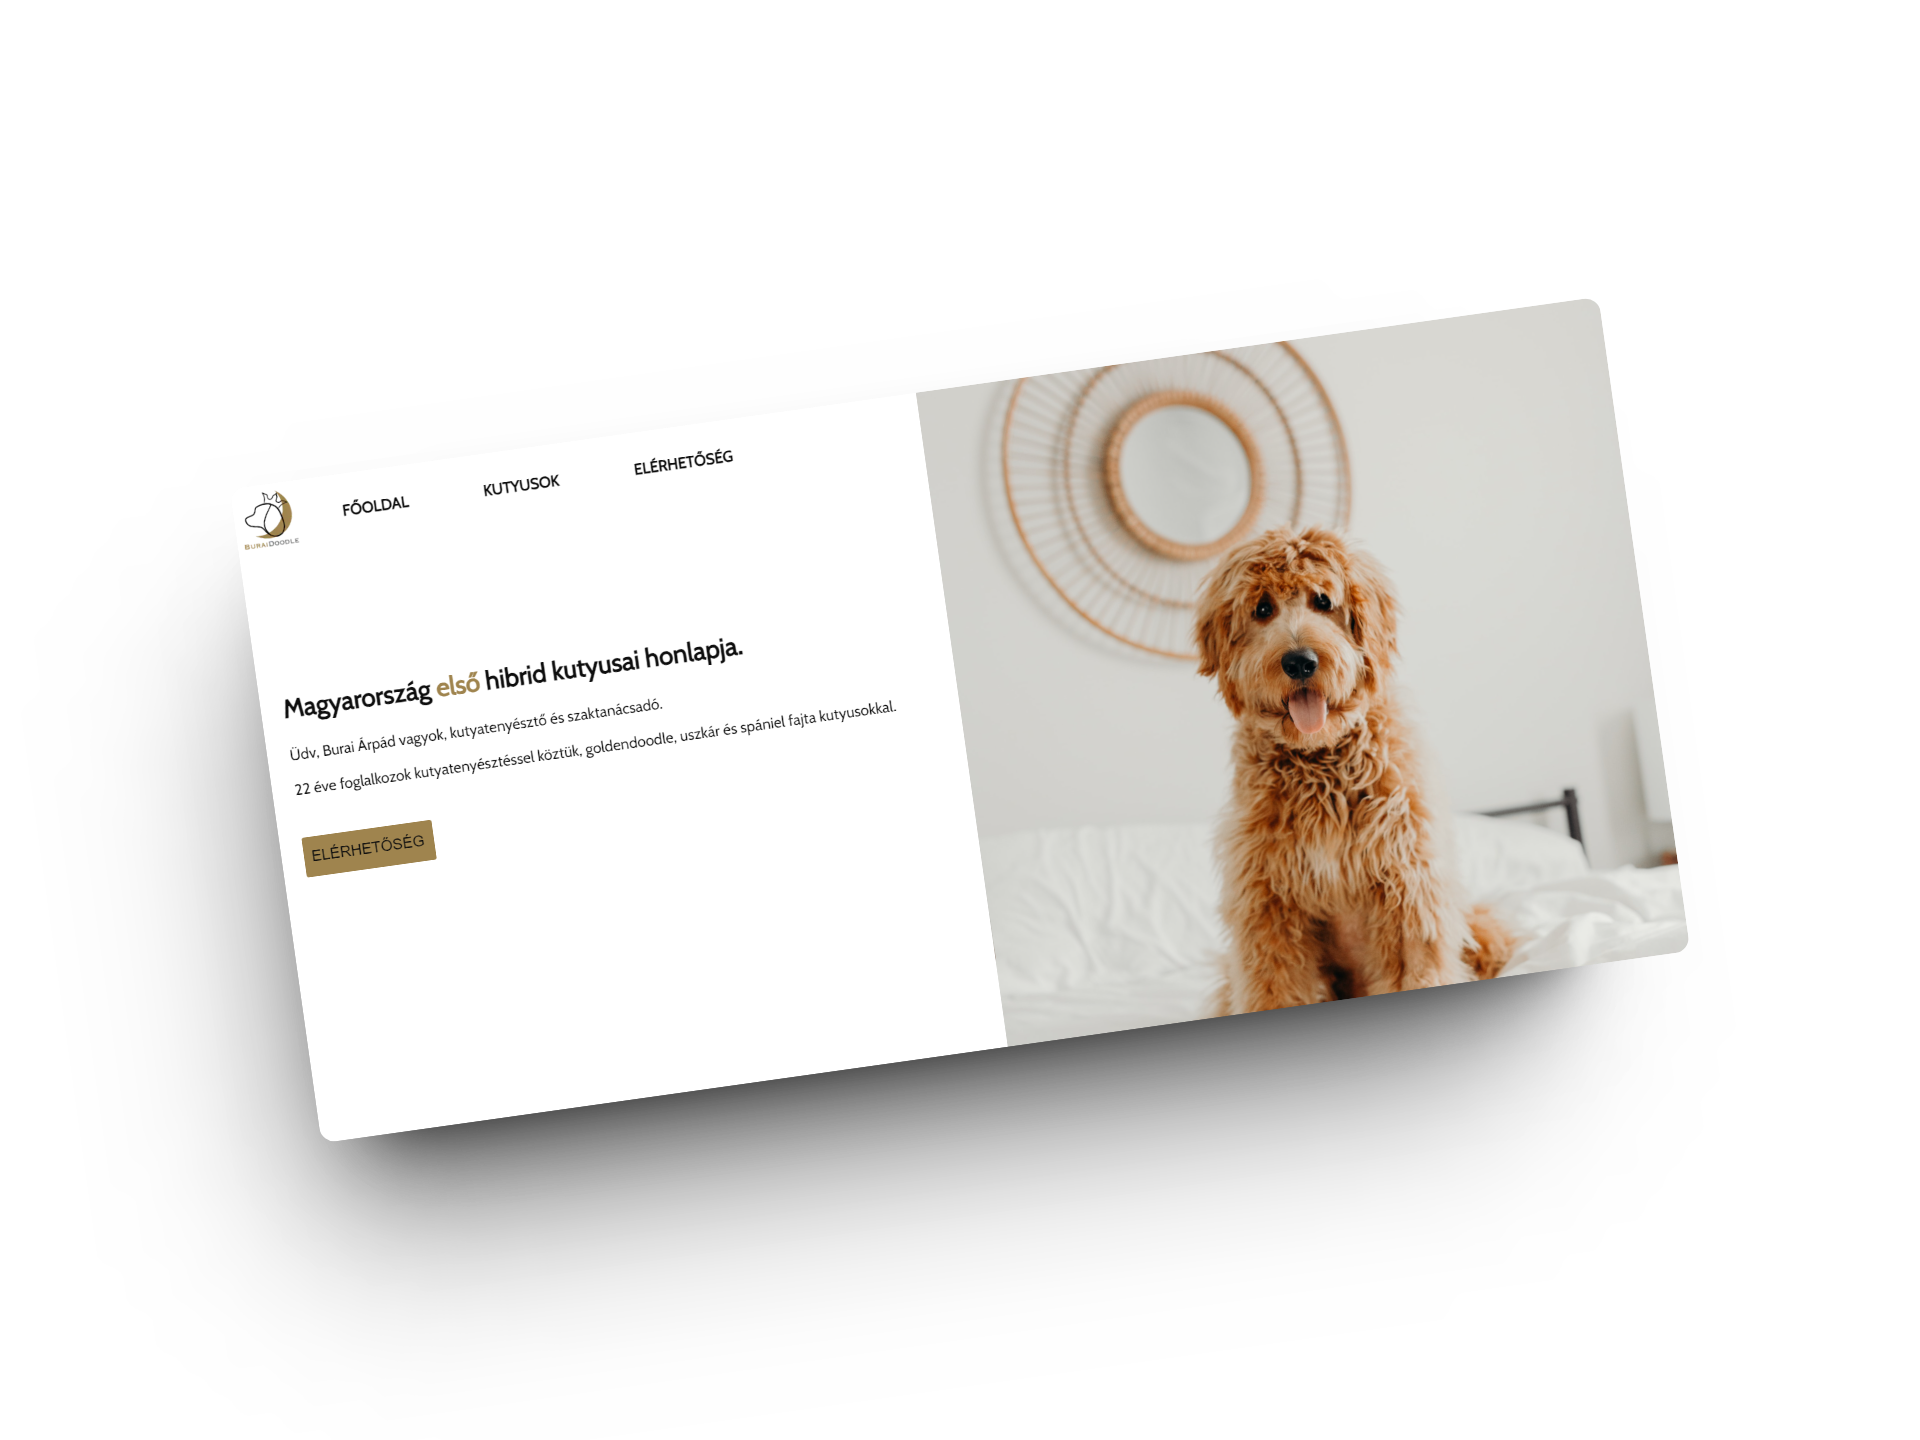 BURAIDOODLE
FŐOLDAL
KUTYUSOK
ELÉRHETŐSÉG
Magyarország első hibrid kutyusai honlapja.
Üdv, Burai Árpád vagyok, kutyatenyésztő és szaktanácsadó.
22 éve foglalkozok kutyatenyésztéssel köztük, goldendoodle, uszkár és spániel fajta kutyusokkal.
ELÉRHETŐSÉG